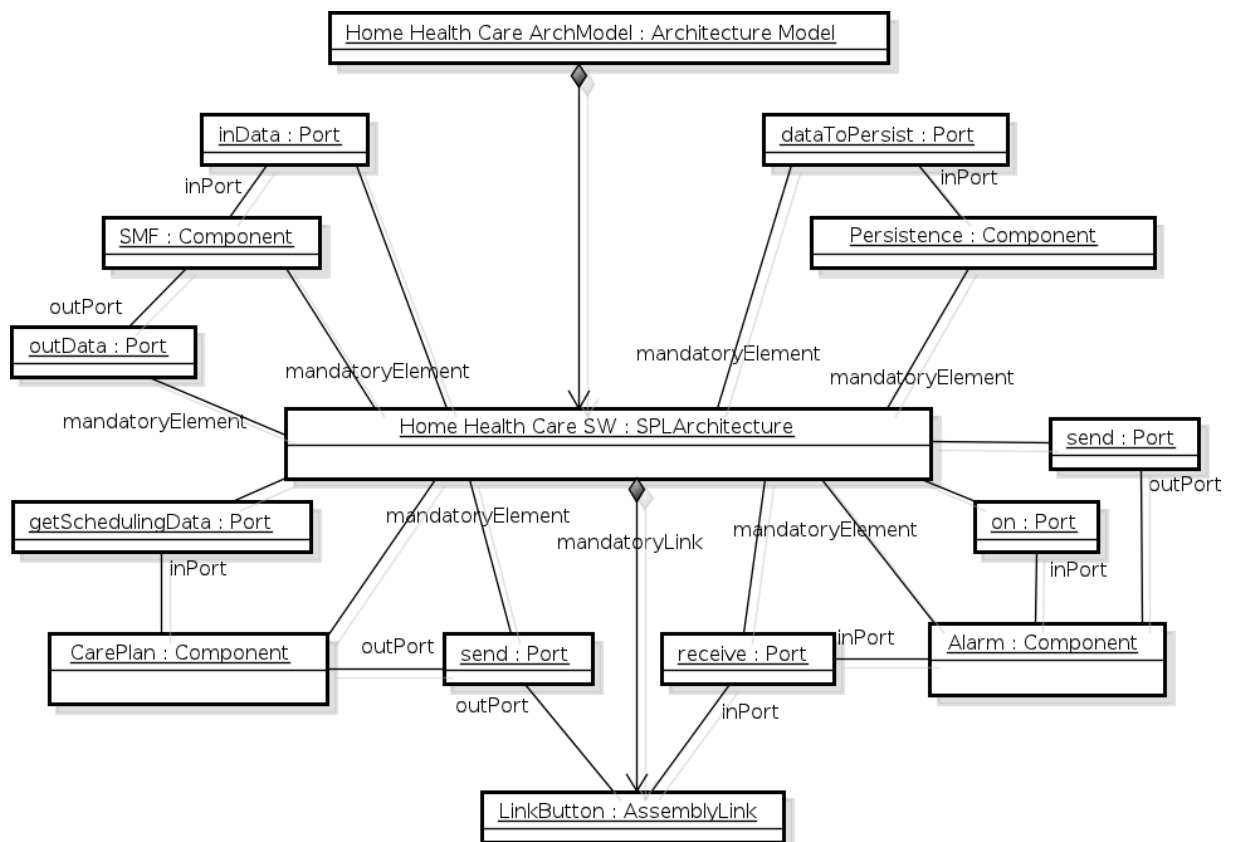 Home Health Care ArchModel : Architecture Model
inData : Port
dataToPersist : Port
inPort
inPort
SMF : Component
Persistence : Component
outPort
outData : Port
mandatoryElement
mandatoryElement
mandatoryElement
mandatoryElement
Home Health Care SW : SPLArchitecture
send : Port
outPort
getSchedulingData : Port
mandatoryElement
mandatoryElement
on : Port
mandatoryLink
inPort
inPort
CarePlan : Component
outPort
send : Port
receive : Port
inPort
Alarm : Component
outPort
inPort
LinkButton : AssemblyLink